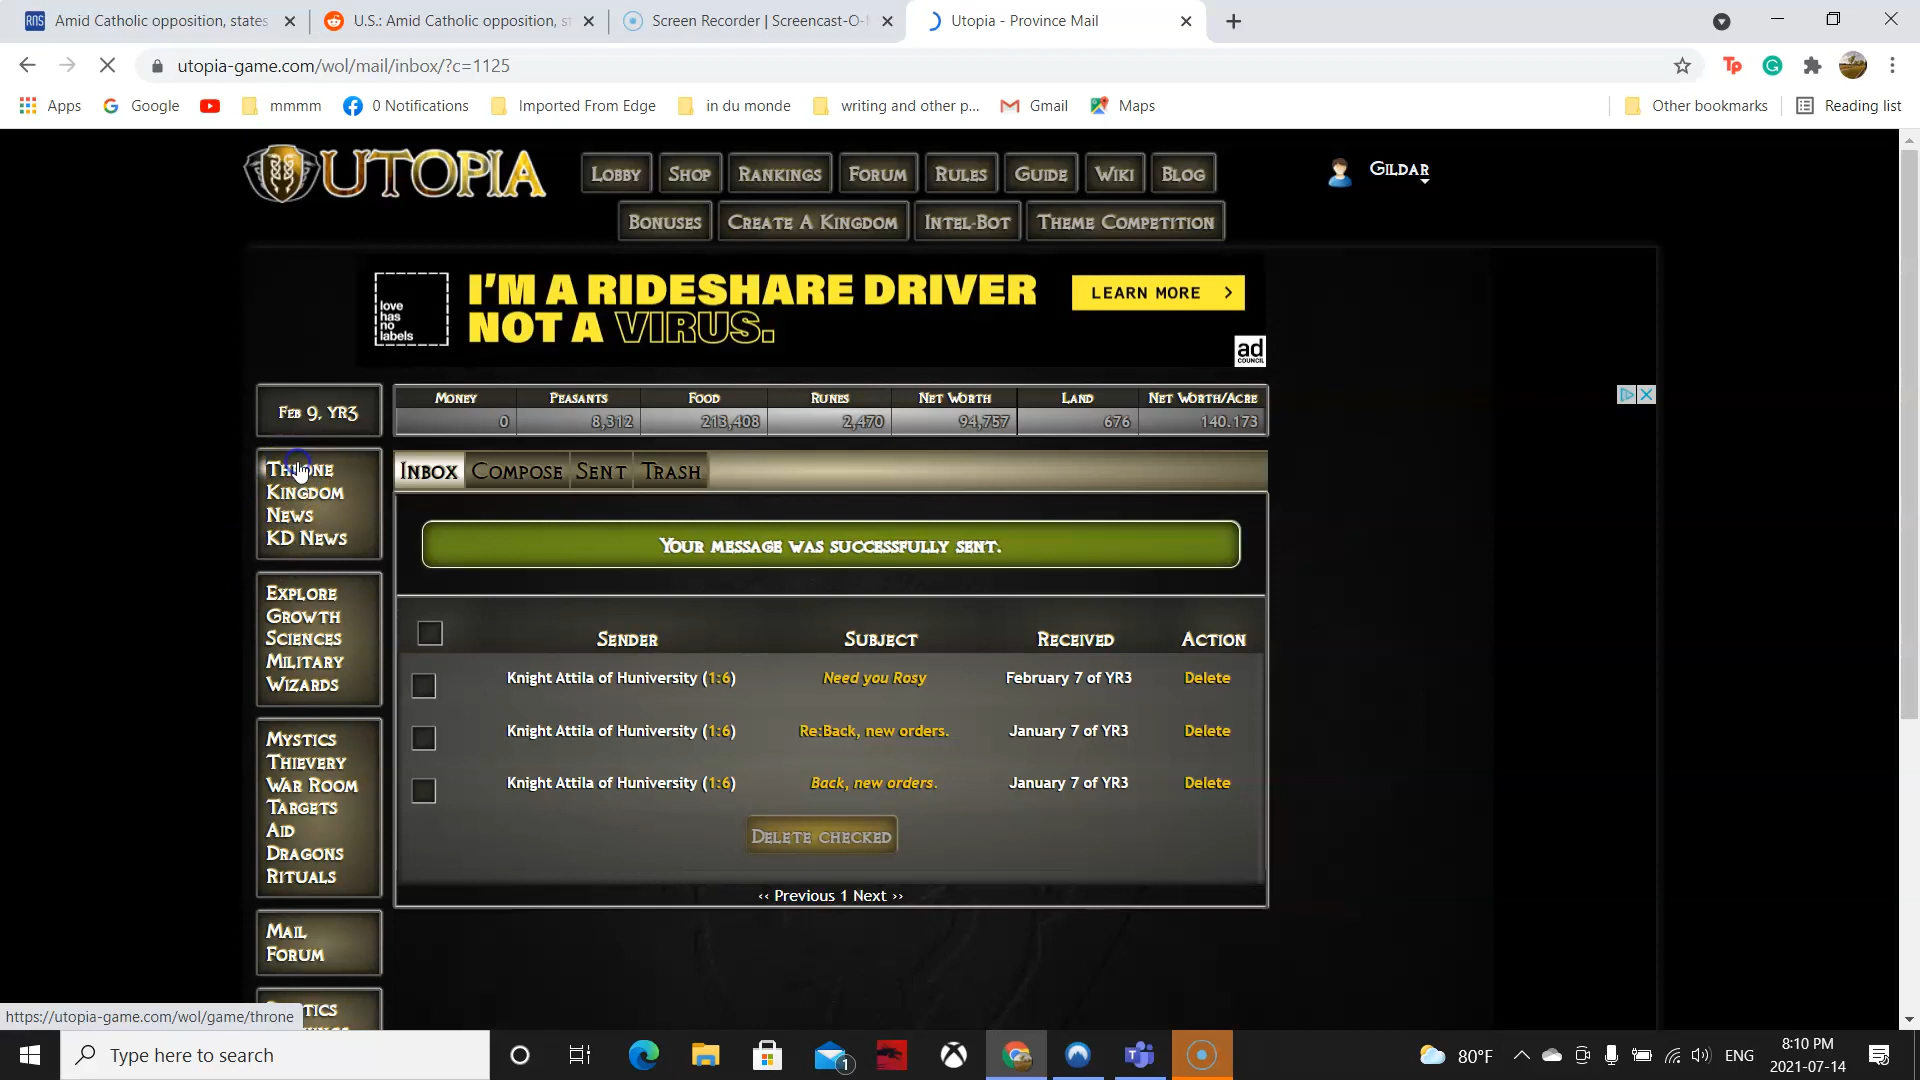 RNS Amid Catholic opposition, states
U.S.: Amid Catholic opposition, s
Screen Recorder | Screencast-O-
Utopia - Province Mail
utopia-game.com/wol/mail/inbox/?c=1125
Apps Google mmmm 0 Notifications Imported From Edge in du monde writing and other p... Gmail Maps Other bookmarks Reading list
UTOPIA
Lobby Shop Rankings Forum Rules Guide Wiki Blog
Gildar
Bonuses Create A Kingdom Intel-Bot Theme Competition
love has no labels
I'M A RIDESHARE DRIVER
NOT A VIRUS.
LEARN MORE
ad COUNCIL
Feb 9, YR3
Money Peasants Food Runes Net Worth Land Net Worth/Acre
0 8,312 213,408 2,470 94,757 676 140.173
Throne
Kingdom
News
KD News
Explore
Growth
Sciences
Military
Wizards
Mystics
Thievery
War Room
Targets
Aid
Dragons
Rituals
Mail
Forum
Inbox Compose Sent Trash
Your message was successfully sent.
Sender Subject Received Action
Knight Attila of Huniversity (1:6) Need you Rosy February 7 of YR3 Delete
Knight Attila of Huniversity (1:6) Re:Back, new orders. January 7 of YR3 Delete
Knight Attila of Huniversity (1:6) Back, new orders. January 7 of YR3 Delete
Delete checked
‹‹ Previous 1 Next ››
https://utopia-game.com/wol/game/throne
Type here to search
1
80°F
ENG
8:10 PM
2021-07-14